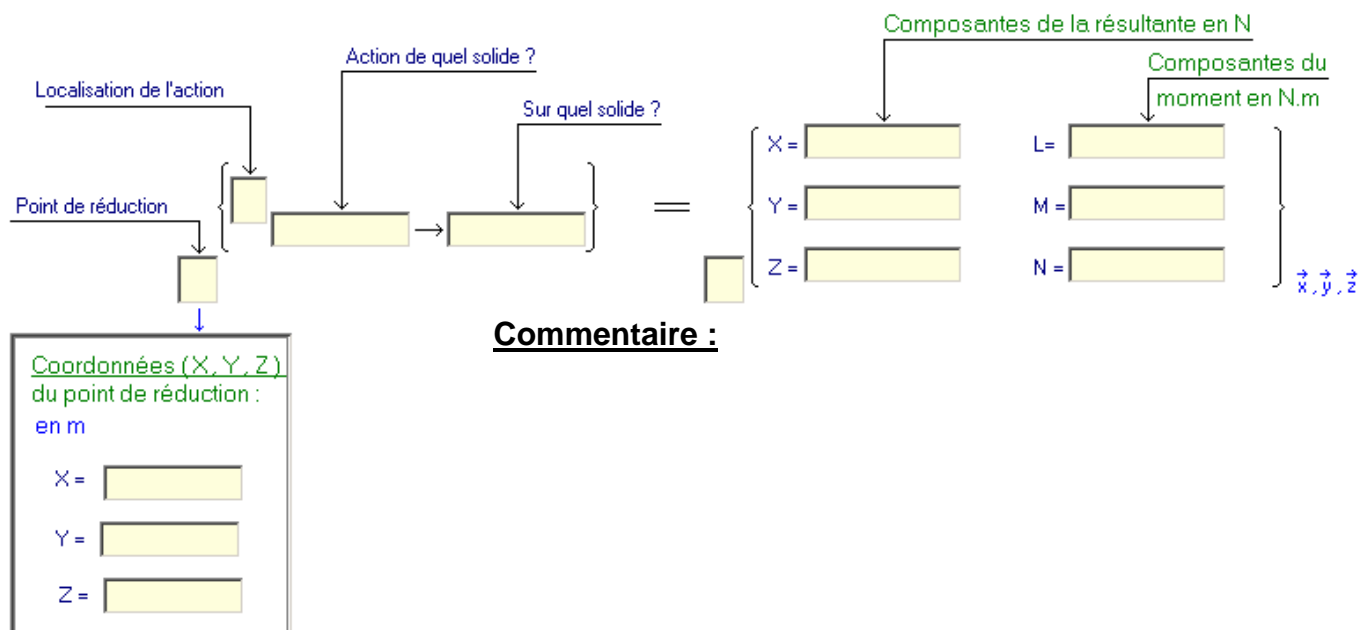 Composantes de la résultante en N
Action de quel solide ?
Composantes du
moment en N.m
Localisation de l'action
Sur quel solide ?
X =
L=
Point de réduction
Y =
M =
Z =
N =
x, y, z
Commentaire :
Coordonnées (X, Y, Z)
du point de réduction :
en m
X =
Y =
Z =